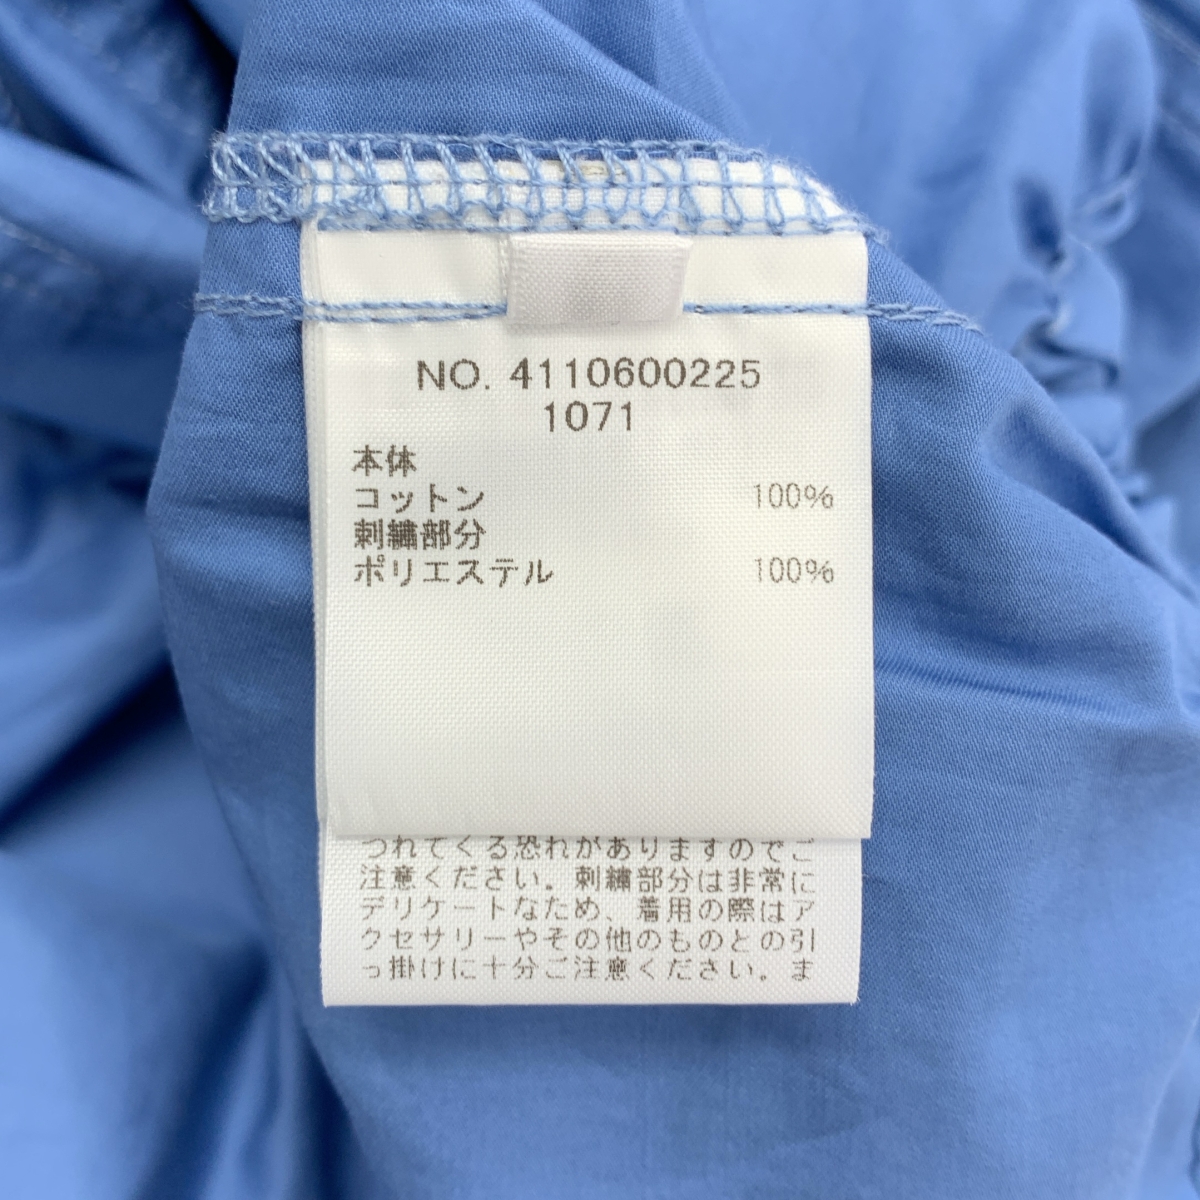 NO. 4110600225
1071
本体
コットン 100%
刺繍部分
ポリエステル 100%
つれてくる恐れがありますのでご
注意ください。刺繍部分は非常に
デリケートなため、着用の際はア
クセサリーやその他のものとの引
っ掛けに十分ご注意ください。ま